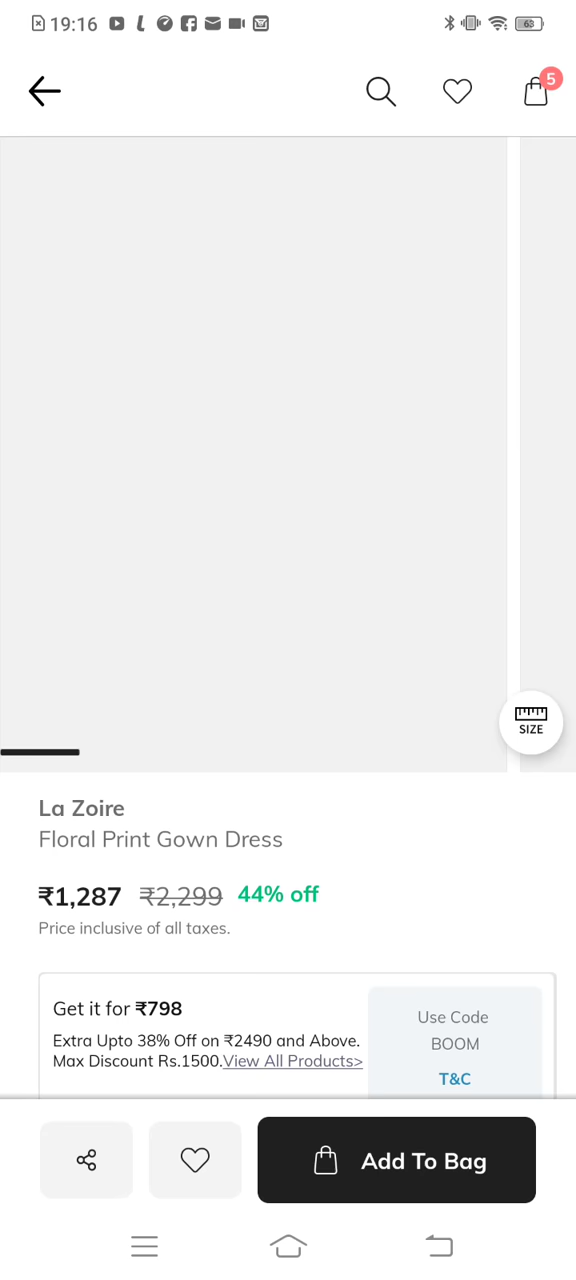 19:16
63
5
SIZE
La Zoire
Floral Print Gown Dress
₹1,287 ₹2,299 44% off
Price inclusive of all taxes.
Get it for ₹798
Extra Upto 38% Off on ₹2490 and Above.
Max Discount Rs.1500.View All Products>
Use Code
BOOM
T&C
Add To Bag